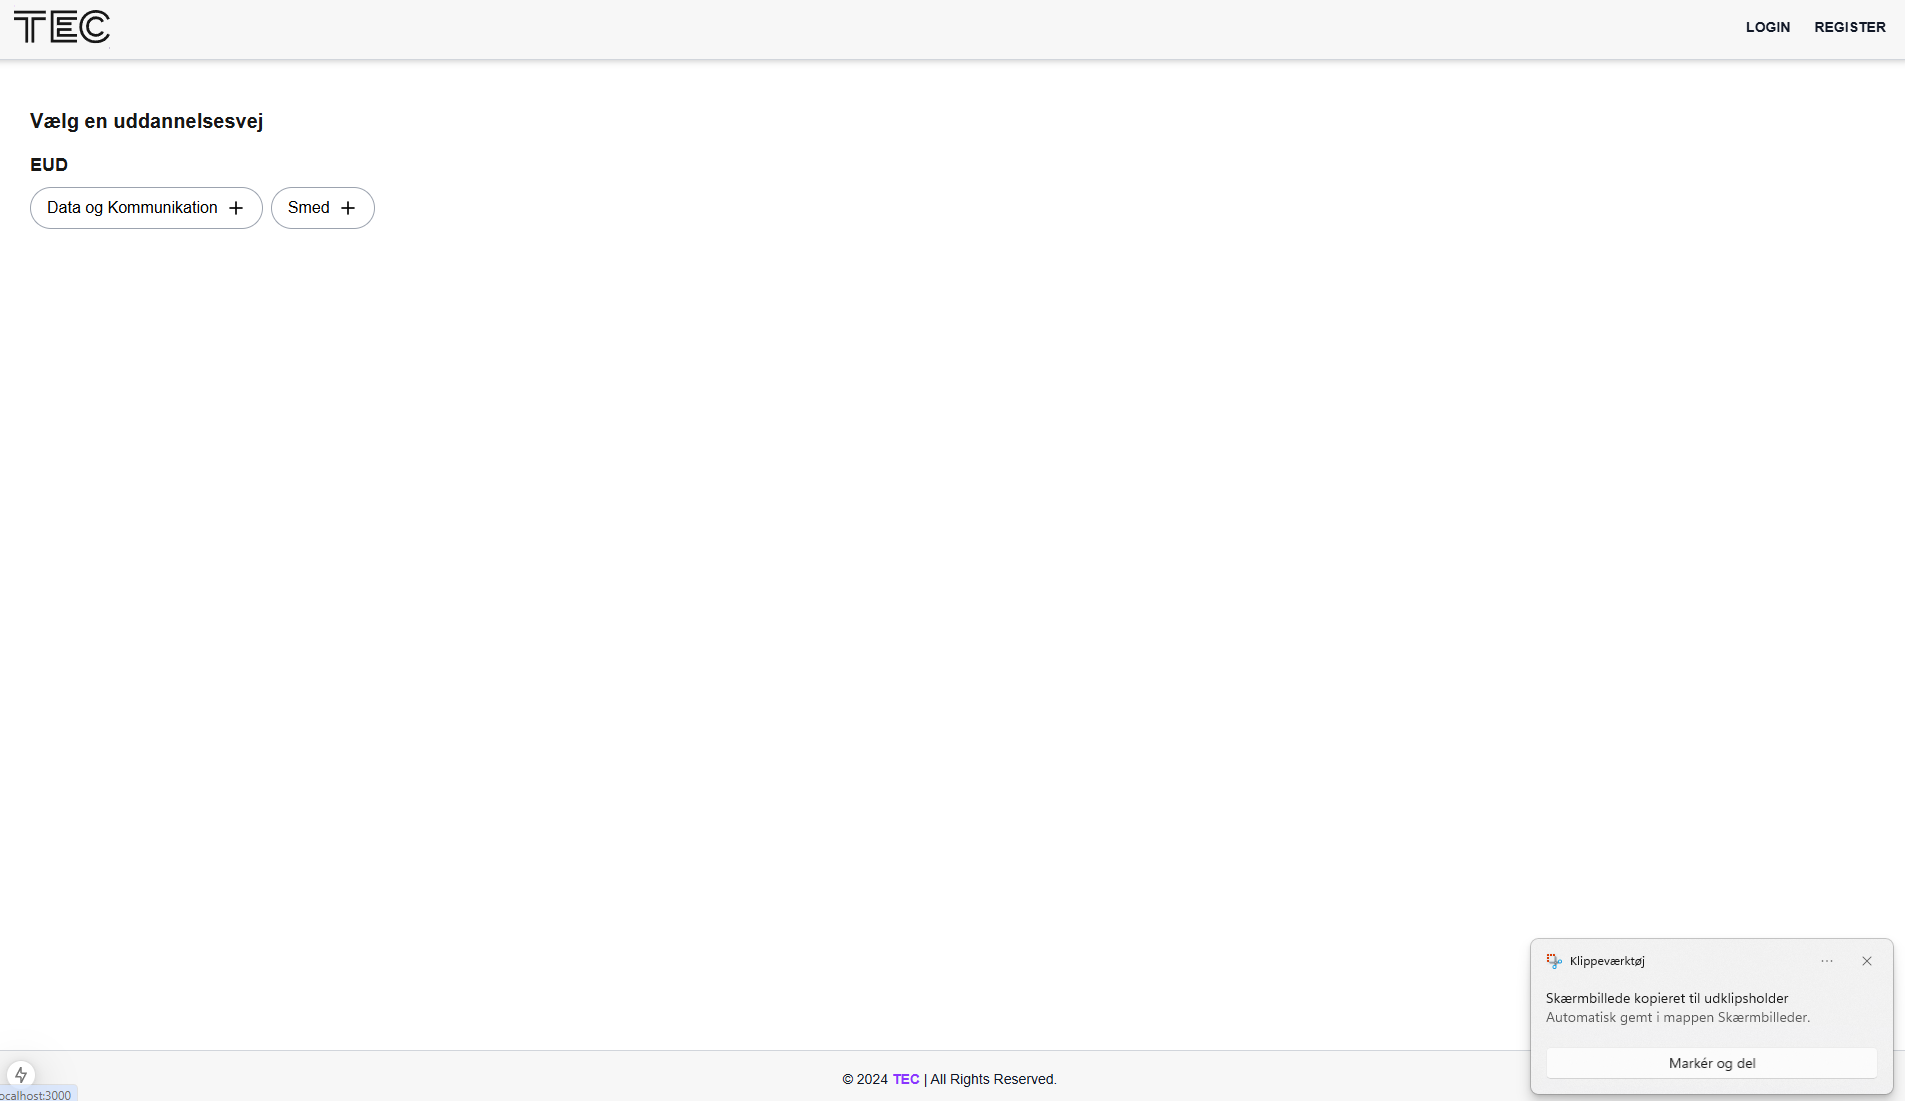 TEC
LOGIN REGISTER
Vælg en uddannelsesvej
EUD
Data og Kommunikation + Smed +
Klippeværktøj
Skærmbillede kopieret til udklipsholder
Automatisk gemt i mappen Skærmbilleder.
Markér og del
© 2024 TEC | All Rights Reserved.
ocalhost:3000